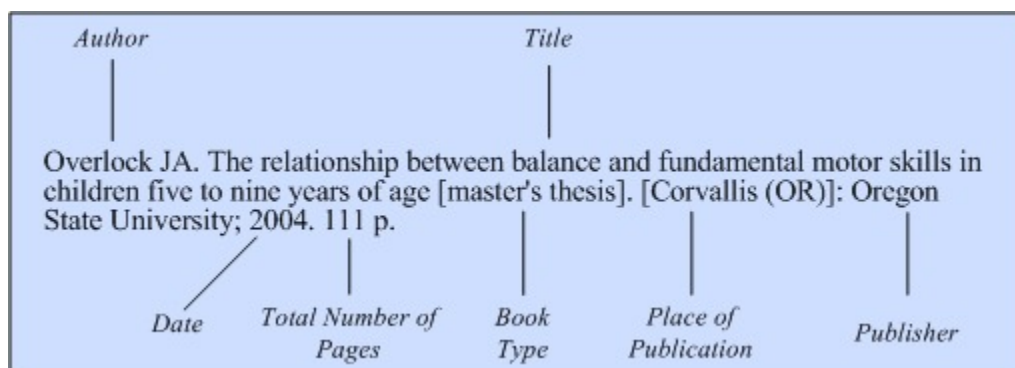 Author Title
Overlock JA. The relationship between balance and fundamental motor skills in
children five to nine years of age [master's thesis]. [Corvallis (OR)]: Oregon
State University; 2004. 111 p.
Date Total Number of Pages Book Type Place of Publication Publisher